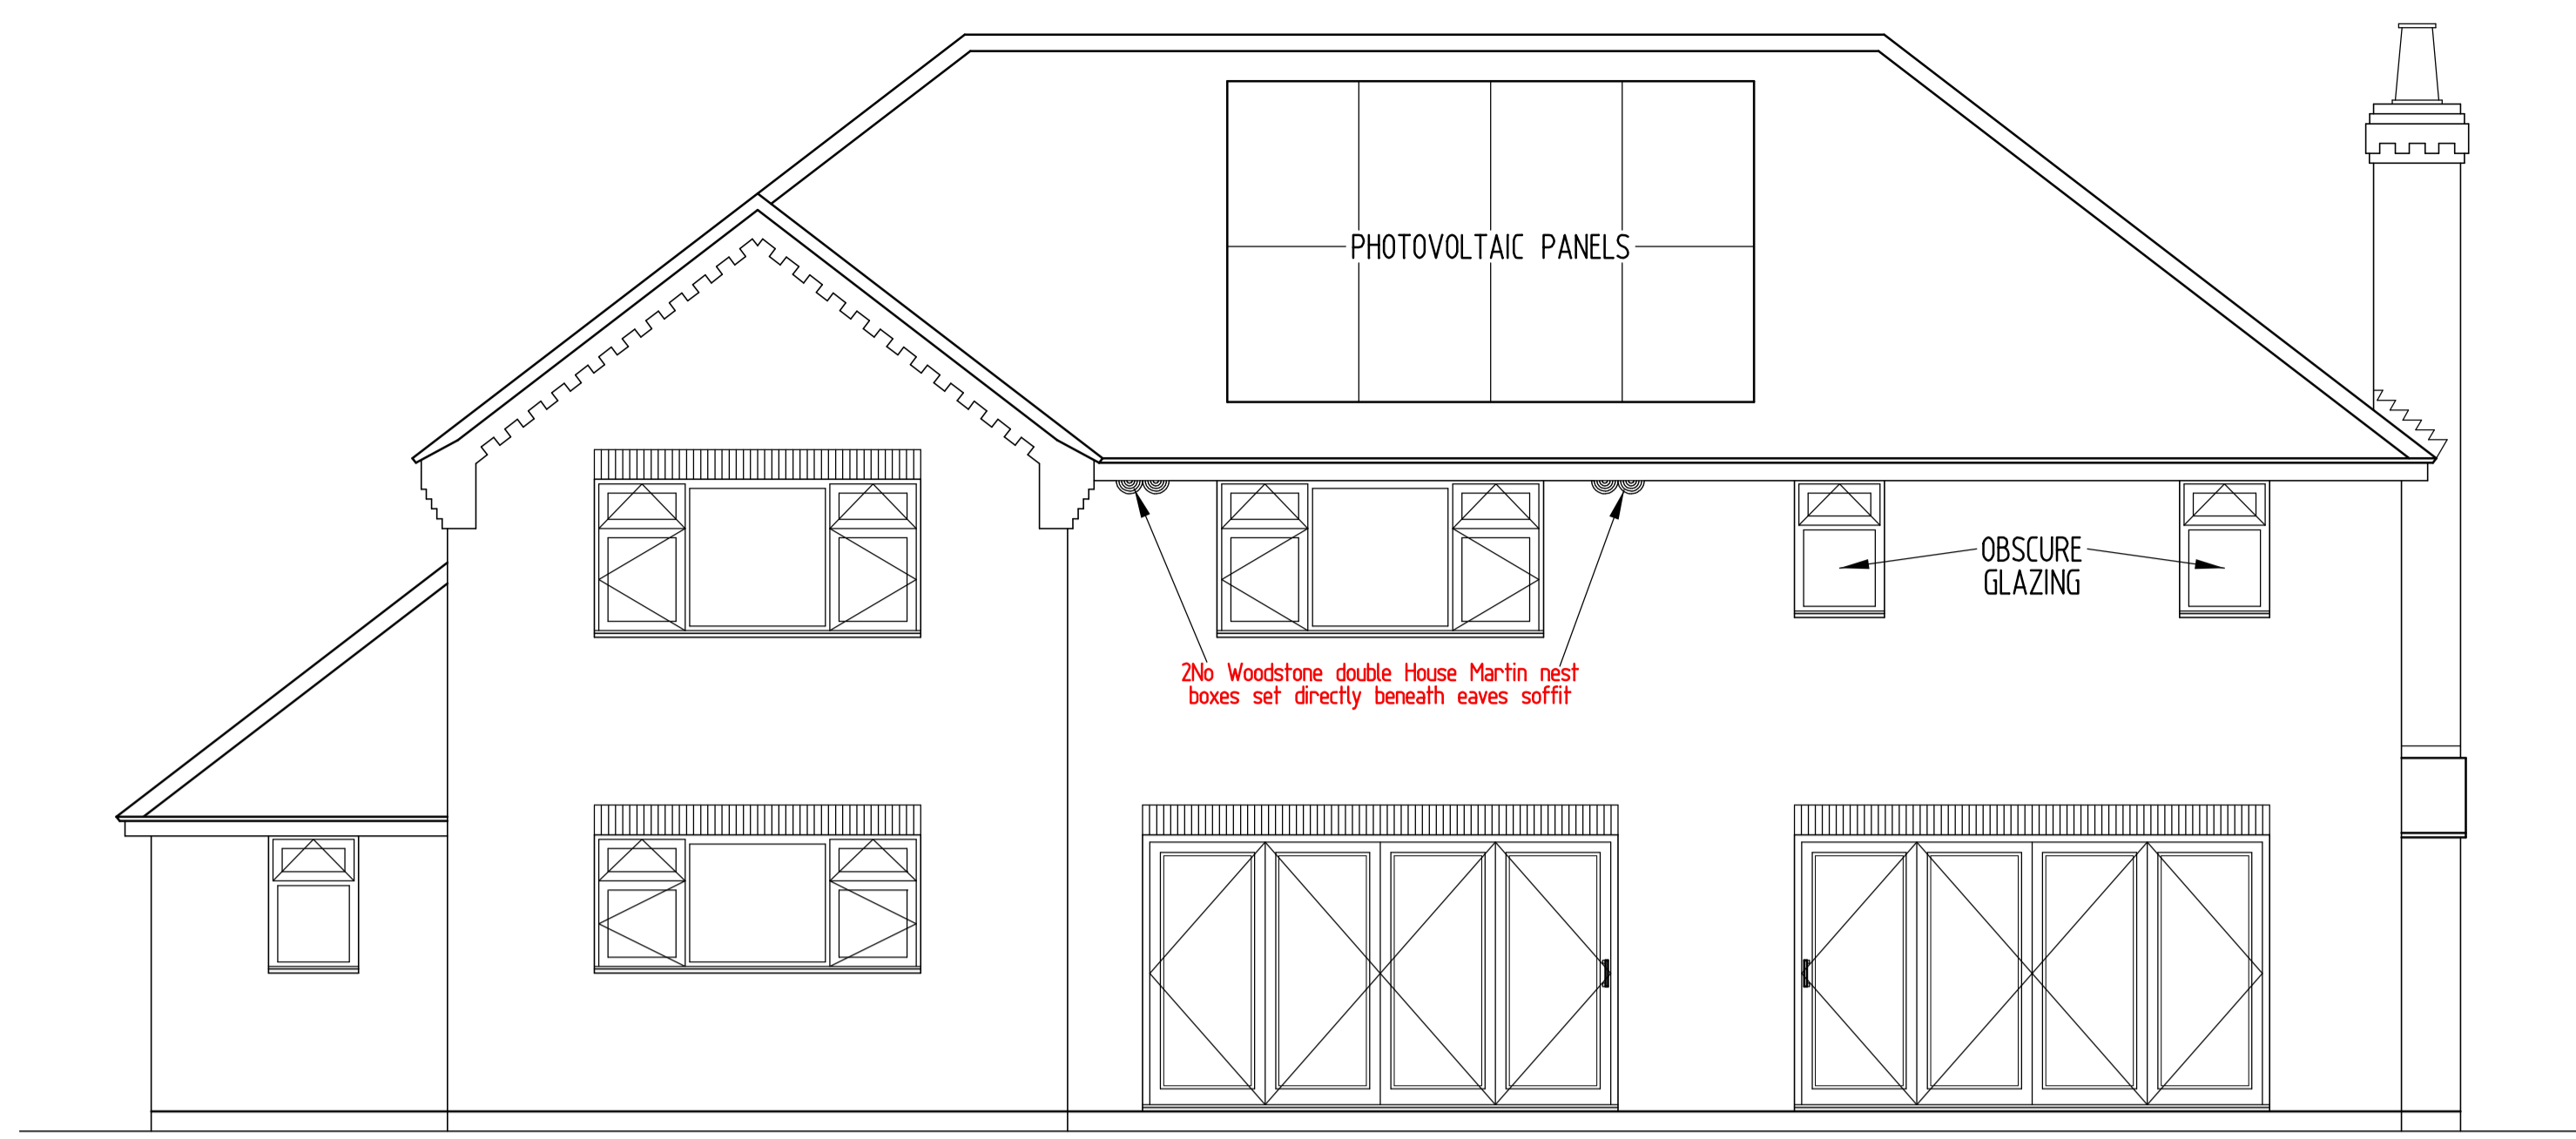 PHOTOVOLTAIC PANELS
OBSCURE
GLAZING
2No Woodstone double House Martin nest
boxes set directly beneath eaves soffit